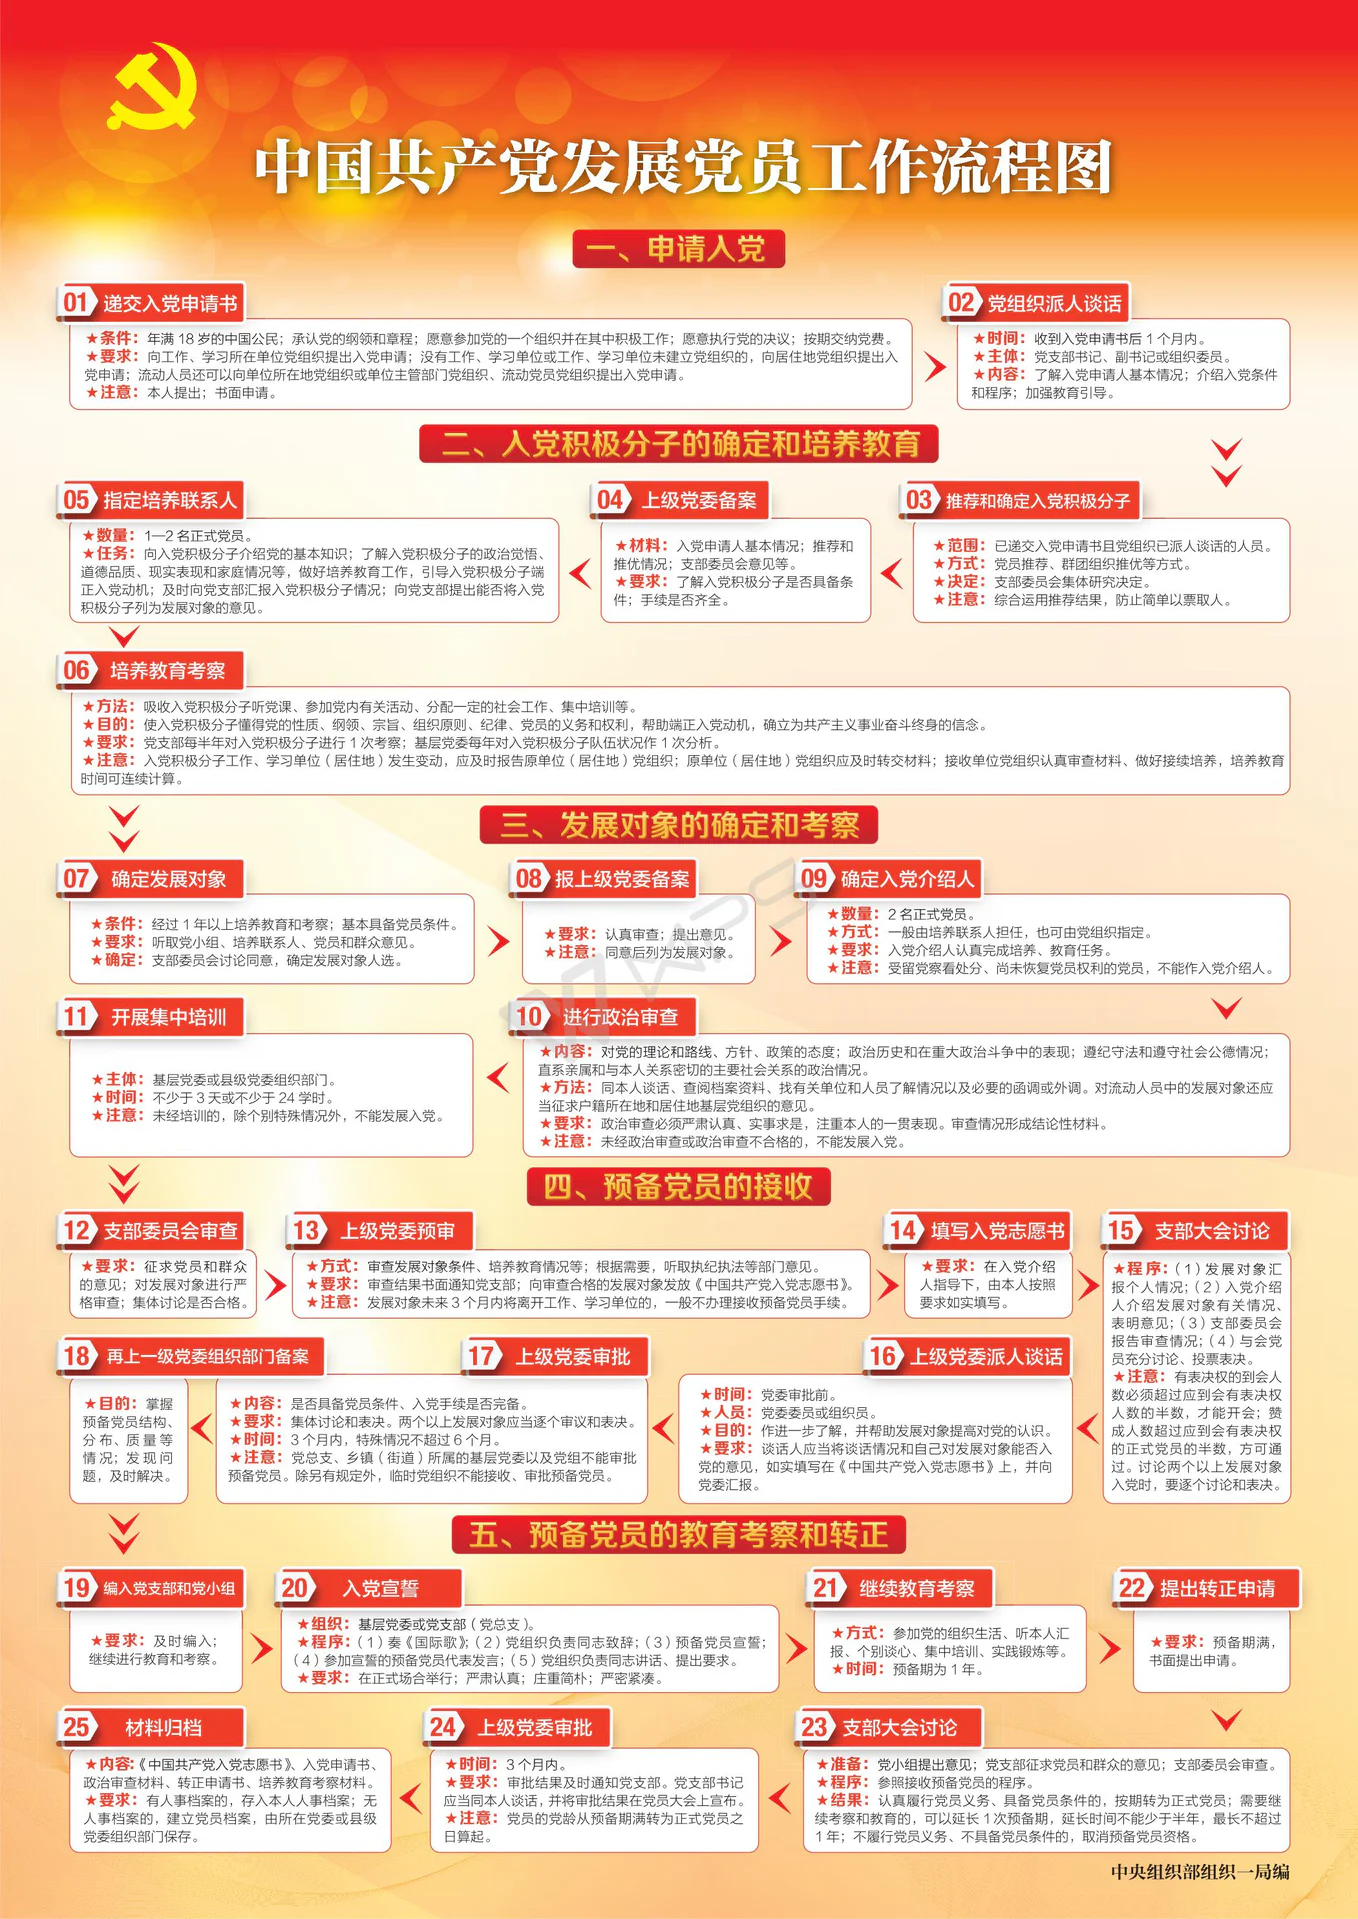 中国共产党发展党员工作流程图
一、申请入党
01 递交入党申请书
★条件：年满 18 岁的中国公民；承认党的纲领和章程；愿意参加党的一个组织并在其中积极工作；愿意执行党的决议；按期交纳党费。
★要求：向工作、学习所在单位党组织提出入党申请；没有工作、学习单位或工作、学习单位未建立党组织的，向居住地党组织提出入
党申请；流动人员还可以向单位所在地党组织或单位主管部门党组织、流动党员党组织提出入党申请。
★注意：本人提出；书面申请。
02 党组织派人谈话
★时间：收到入党申请书后 1 个月内。
★主体：党支部书记、副书记或组织委员。
★内容：了解入党申请人基本情况；介绍入党条件
和程序；加强教育引导。
二、入党积极分子的确定和培养教育
03 推荐和确定入党积极分子
★范围：已递交入党申请书且党组织已派人谈话的人员。
★方式：党员推荐、群团组织推优等方式。
★决定：支部委员会集体研究决定。
★注意：综合运用推荐结果，防止简单以票取人。
04 上级党委备案
★材料：入党申请人基本情况；推荐和
推优情况；支部委员会意见等。
★要求：了解入党积极分子是否具备条
件；手续是否齐全。
05 指定培养联系人
★数量：1—2 名正式党员。
★任务：向入党积极分子介绍党的基本知识；了解入党积极分子的政治觉悟、
道德品质、现实表现和家庭情况等，做好培养教育工作，引导入党积极分子端
正入党动机；及时向党支部汇报入党积极分子情况；向党支部提出能否将入党
积极分子列为发展对象的意见。
06 培养教育考察
★方法：吸收入党积极分子听党课、参加党内有关活动、分配一定的社会工作、集中培训等。
★目的：使入党积极分子懂得党的性质、纲领、宗旨、组织原则、纪律、党员的义务和权利，帮助端正入党动机，确立为共产主义事业奋斗终身的信念。
★要求：党支部每半年对入党积极分子进行 1 次考察；基层党委每年对入党积极分子队伍状况作 1 次分析。
★注意：入党积极分子工作、学习单位（居住地）发生变动，应及时报告原单位（居住地）党组织；原单位（居住地）党组织应及时转交材料；接收单位党组织认真审查材料、做好接续培养，培养教育
时间可连续计算。
三、发展对象的确定和考察
07 确定发展对象
★条件：经过 1 年以上培养教育和考察；基本具备党员条件。
★要求：听取党小组、培养联系人、党员和群众意见。
★确定：支部委员会讨论同意，确定发展对象人选。
08 报上级党委备案
★要求：认真审查；提出意见。
★注意：同意后列为发展对象。
09 确定入党介绍人
★数量：2 名正式党员。
★方式：一般由培养联系人担任，也可由党组织指定。
★要求：入党介绍人认真完成培养、教育任务。
★注意：受留党察看处分、尚未恢复党员权利的党员，不能作入党介绍人。
WPS
10 进行政治审查
★内容：对党的理论和路线、方针、政策的态度；政治历史和在重大政治斗争中的表现；遵纪守法和遵守社会公德情况；
直系亲属和与本人关系密切的主要社会关系的政治情况。
★方法：同本人谈话、查阅档案资料、找有关单位和人员了解情况以及必要的函调或外调。对流动人员中的发展对象还应
当征求户籍所在地和居住地基层党组织的意见。
★要求：政治审查必须严肃认真、实事求是，注重本人的一贯表现。审查情况形成结论性材料。
★注意：未经政治审查或政治审查不合格的，不能发展入党。
11 开展集中培训
★主体：基层党委或县级党委组织部门。
★时间：不少于 3 天或不少于 24 学时。
★注意：未经培训的，除个别特殊情况外，不能发展入党。
四、预备党员的接收
12 支部委员会审查
★要求：征求党员和群众
的意见；对发展对象进行严
格审查；集体讨论是否合格。
13 上级党委预审
★方式：审查发展对象条件、培养教育情况等；根据需要，听取执纪执法等部门意见。
★要求：审查结果书面通知党支部；向审查合格的发展对象发放《中国共产党入党志愿书》。
★注意：发展对象未来 3 个月内将离开工作、学习单位的，一般不办理接收预备党员手续。
14 填写入党志愿书
★要求：在入党介绍
人指导下，由本人按照
要求如实填写。
15 支部大会讨论
★程序：（1）发展对象汇
报个人情况；（2）入党介绍
人介绍发展对象有关情况、
表明意见；（3）支部委员会
报告审查情况；（4）与会党
员充分讨论、投票表决。
★注意：有表决权的到会人
数必须超过应到会有表决权
人数的半数，才能开会；赞
成人数超过应到会有表决权
的正式党员的半数，方可通
过。讨论两个以上发展对象
入党时，要逐个讨论和表决。
16 上级党委派人谈话
★时间：党委审批前。
★人员：党委委员或组织员。
★目的：作进一步了解，并帮助发展对象提高对党的认识。
★要求：谈话人应当将谈话情况和自己对发展对象能否入
党的意见，如实填写在《中国共产党入党志愿书》上，并向
党委汇报。
17 上级党委审批
★内容：是否具备党员条件、入党手续是否完备。
★要求：集体讨论和表决。两个以上发展对象应当逐个审议和表决。
★时间：3 个月内，特殊情况不超过 6 个月。
★注意：党总支、乡镇（街道）所属的基层党委以及党组不能审批
预备党员。除另有规定外，临时党组织不能接收、审批预备党员。
18 再上一级党委组织部门备案
★目的：掌握
预备党员结构、
分布、质量等
情况；发现问
题，及时解决。
五、预备党员的教育考察和转正
19 编入党支部和党小组
★要求：及时编入；
继续进行教育和考察。
20 入党宣誓
★组织：基层党委或党支部（党总支）。
★程序：（1）奏《国际歌》；（2）党组织负责同志致辞；（3）预备党员宣誓；
（4）参加宣誓的预备党员代表发言；（5）党组织负责同志讲话、提出要求。
★要求：在正式场合举行；严肃认真；庄重简朴；严密紧凑。
21 继续教育考察
★方式：参加党的组织生活、听本人汇
报、个别谈心、集中培训、实践锻炼等。
★时间：预备期为 1 年。
22 提出转正申请
★要求：预备期满，
书面提出申请。
23 支部大会讨论
★准备：党小组提出意见；党支部征求党员和群众的意见；支部委员会审查。
★程序：参照接收预备党员的程序。
★结果：认真履行党员义务、具备党员条件的，按期转为正式党员；需要继
续考察和教育的，可以延长 1 次预备期，延长时间不能少于半年，最长不超过
1 年；不履行党员义务、不具备党员条件的，取消预备党员资格。
24 上级党委审批
★时间：3 个月内。
★要求：审批结果及时通知党支部。党支部书记
应当同本人谈话，并将审批结果在党员大会上宣布。
★注意：党员的党龄从预备期满转为正式党员之
日算起。
25 材料归档
★内容：《中国共产党入党志愿书》、入党申请书、
政治审查材料、转正申请书、培养教育考察材料。
★要求：有人事档案的，存入本人人事档案；无
人事档案的，建立党员档案，由所在党委或县级
党委组织部门保存。
中央组织部组织一局编